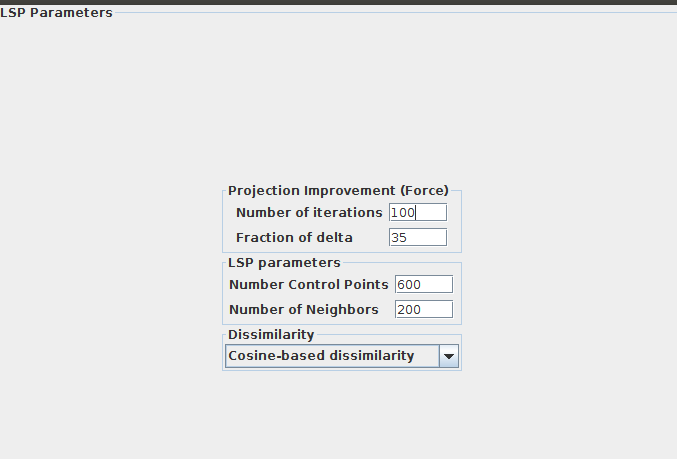 LSP Parameters
Projection Improvement (Force)
Number of iterations 100
Fraction of delta 35
LSP parameters
Number Control Points 600
Number of Neighbors 200
Dissimilarity
Cosine-based dissimilarity